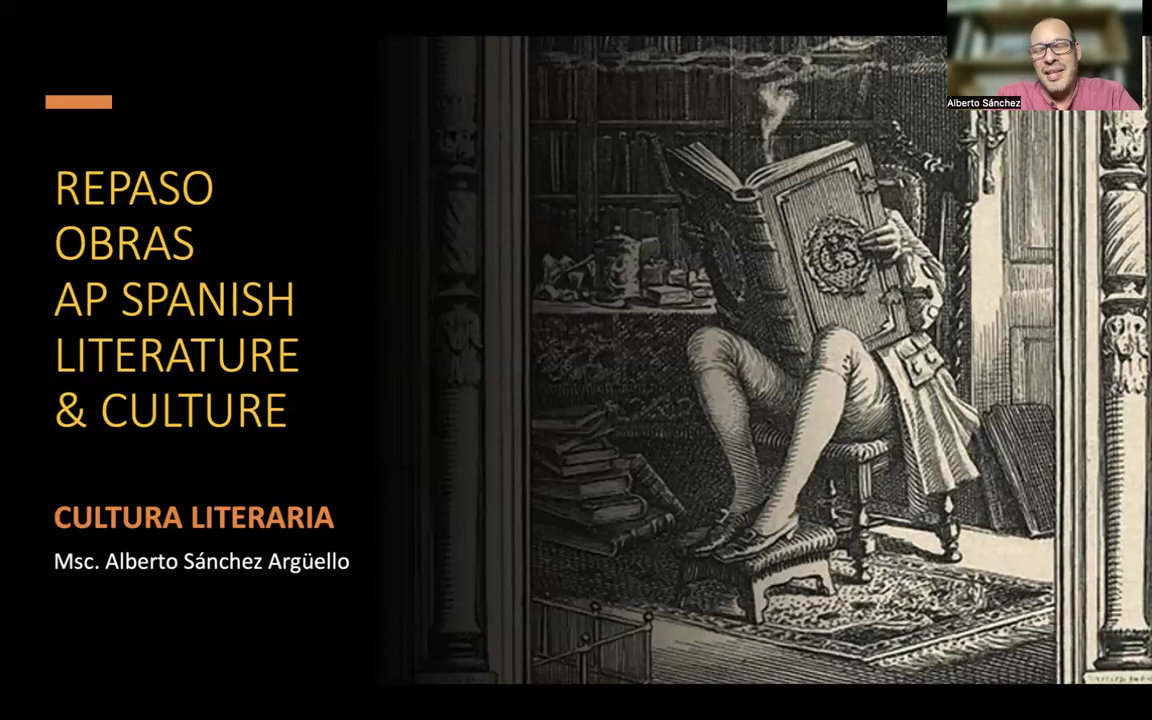 REPASO
OBRAS
AP SPANISH
LITERATURE
& CULTURE
CULTURA LITERARIA
Msc. Alberto Sánchez Argüello
Alberto Sánchez